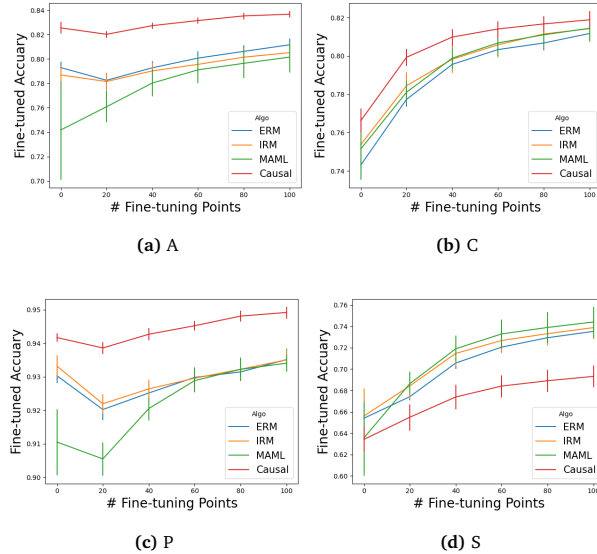 Fine-tuned Accuary
0.84
0.82
0.80
0.78
0.76
0.74
0.72
0.70
0 20 40 60 80 100
# Fine-tuning Points
Algo
ERM
IRM
MAML
Causal
(a) A
Fine-tuned Accuary
0.82
0.80
0.78
0.76
0.74
0 20 40 60 80 100
# Fine-tuning Points
Algo
ERM
IRM
MAML
Causal
(b) C
Fine-tuned Accuary
0.95
0.94
0.93
0.92
0.91
0.90
0 20 40 60 80 100
# Fine-tuning Points
Algo
ERM
IRM
MAML
Causal
(c) P
Fine-tuned Accuary
0.76
0.74
0.72
0.70
0.68
0.66
0.64
0.62
0.60
0 20 40 60 80 100
# Fine-tuning Points
Algo
ERM
IRM
MAML
Causal
(d) S